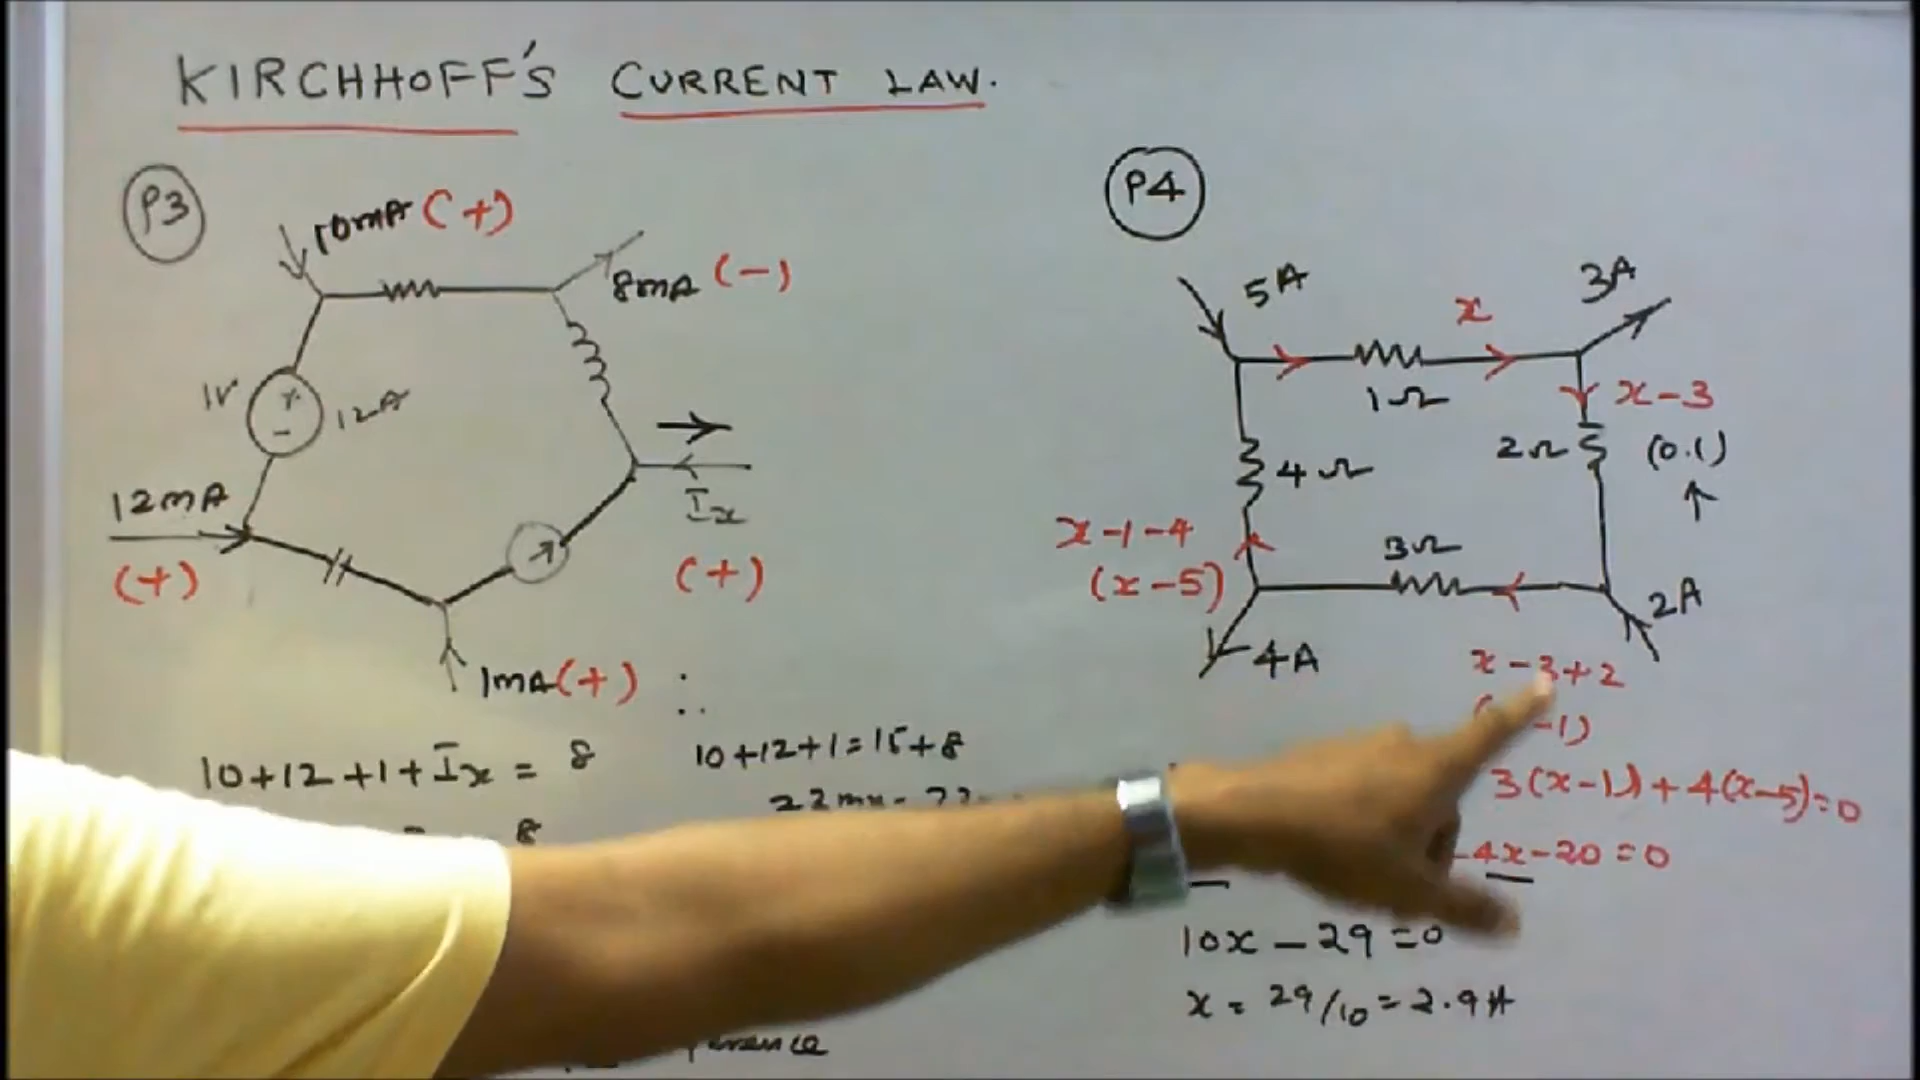 KIRCHHOFF'S CURRENT LAW.
P3
10mA (+)
8mA (-)
1V
12A
12mA
(+)
Ix
(+)
1mA (+)
∴
10+12+1+Ix = 8
= 8
10+12+1=15+8
P4
5A
3A
x
1Ω
x-3
2Ω
(0.1)
↑
4Ω
x-1-4
(x-5)
3Ω
2A
4A
x-3+2
-1)
3(x-1)+4(x-5)=0
4x-20=0
10x-29=0
x = 29/10 = 2.9A